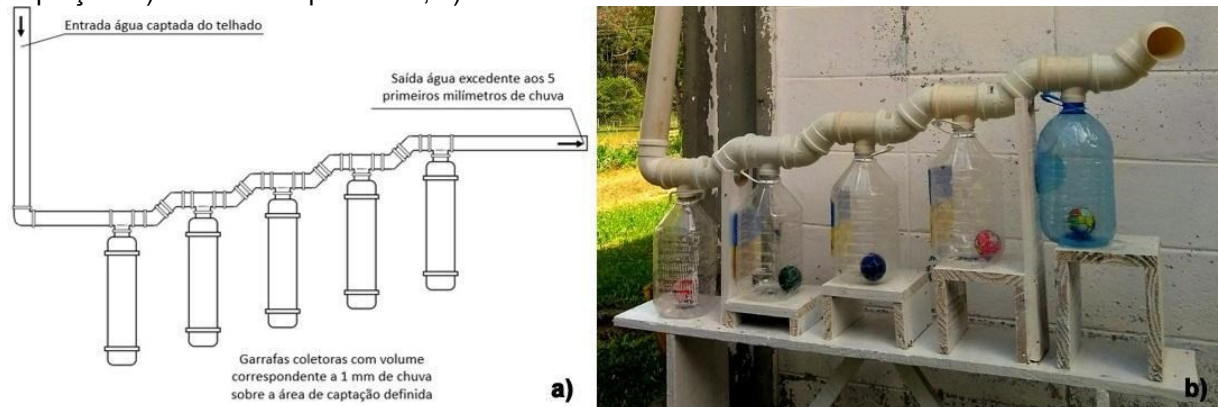 Entrada água captada do telhado
Saída água excedente aos 5
primeiros milímetros de chuva
Garrafas coletoras com volume
correspondente a 1 mm de chuva
sobre a área de captação definida
a)
b)